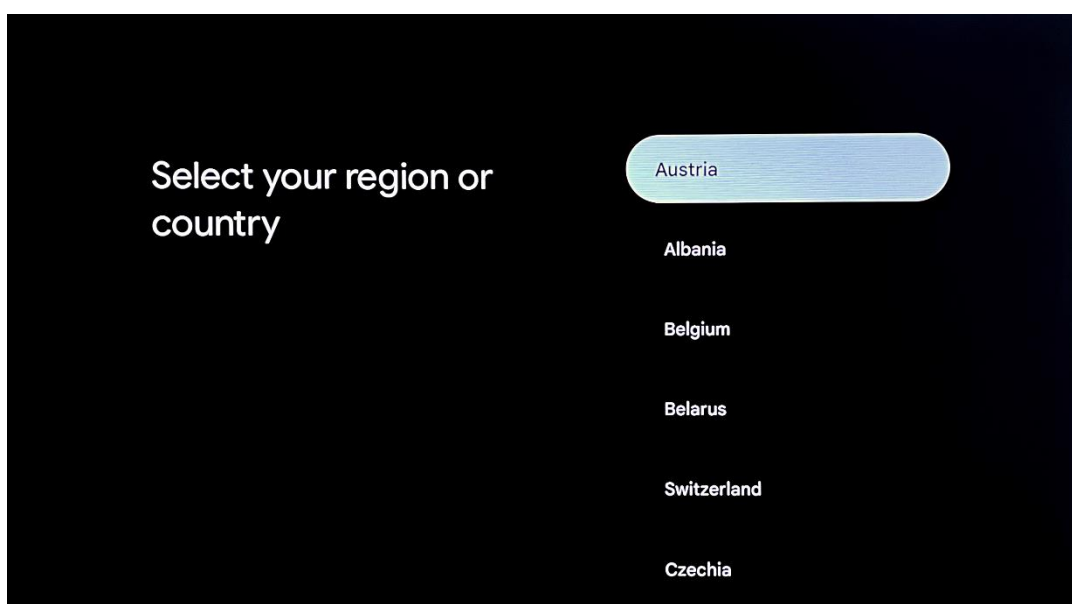 Select your region or
country
Austria
Albania
Belgium
Belarus
Switzerland
Czechia